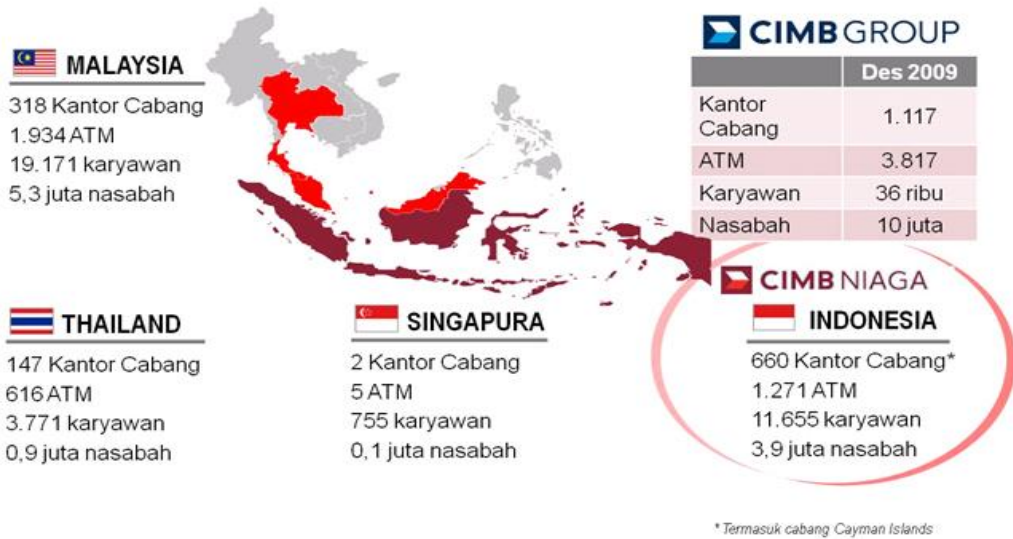 MALAYSIA
318 Kantor Cabang
1.934 ATM
19.171 karyawan
5,3 juta nasabah
CIMB GROUP
Des 2009
Kantor
Cabang
1.117
ATM
3.817
Karyawan
36 ribu
Nasabah
10 juta
THAILAND
147 Kantor Cabang
616 ATM
3.771 karyawan
0,9 juta nasabah
SINGAPURA
2 Kantor Cabang
5 ATM
755 karyawan
0,1 juta nasabah
CIMB NIAGA
INDONESIA
660 Kantor Cabang*
1.271 ATM
11.655 karyawan
3,9 juta nasabah
* Termasuk cabang Cayman Islands